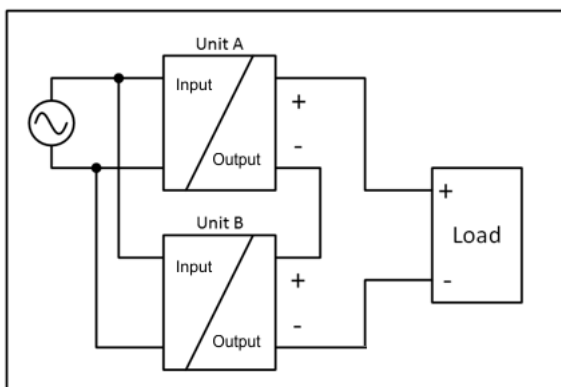 Unit A
Input
+
-
Output
Unit B
Input
+
-
Output
+
Load
-